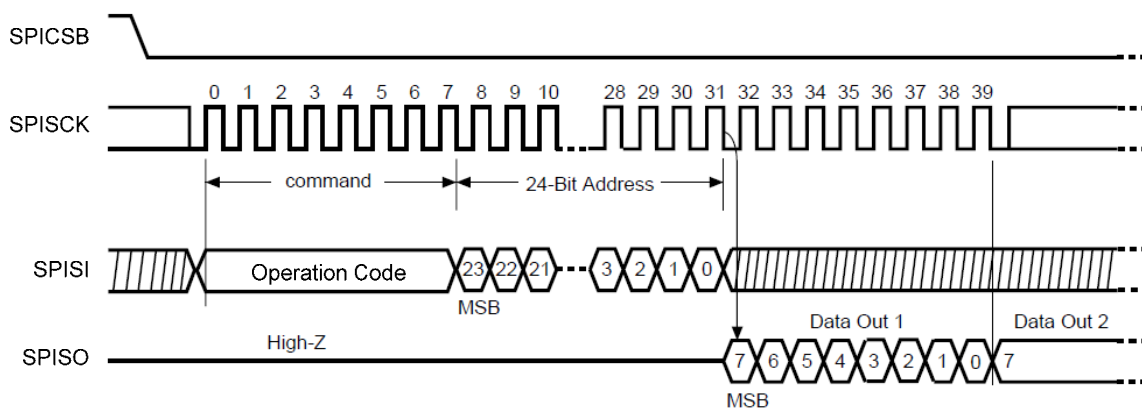 SPICSB
0 1 2 3 4 5 6 7 8 9 10 28 29 30 31 32 33 34 35 36 37 38 39
SPISCK
command 24-Bit Address
SPISI Operation Code 23 22 21 3 2 1 0
MSB
High-Z Data Out 1 Data Out 2
SPISO 7 6 5 4 3 2 1 0 7
MSB